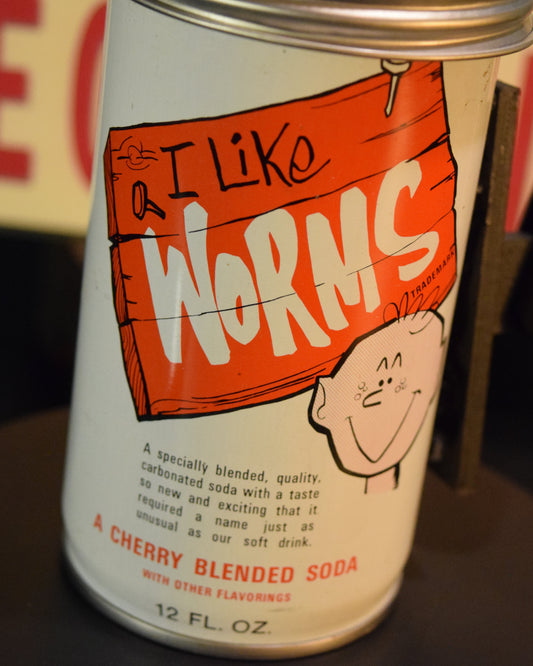 I LiKe
WORMS
TRADEMARK
A specially blended, quality,
carbonated soda with a taste
so new and exciting that it
required a name just as
unusual as our soft drink.
A CHERRY BLENDED SODA
WITH OTHER FLAVORINGS
12 FL. OZ.